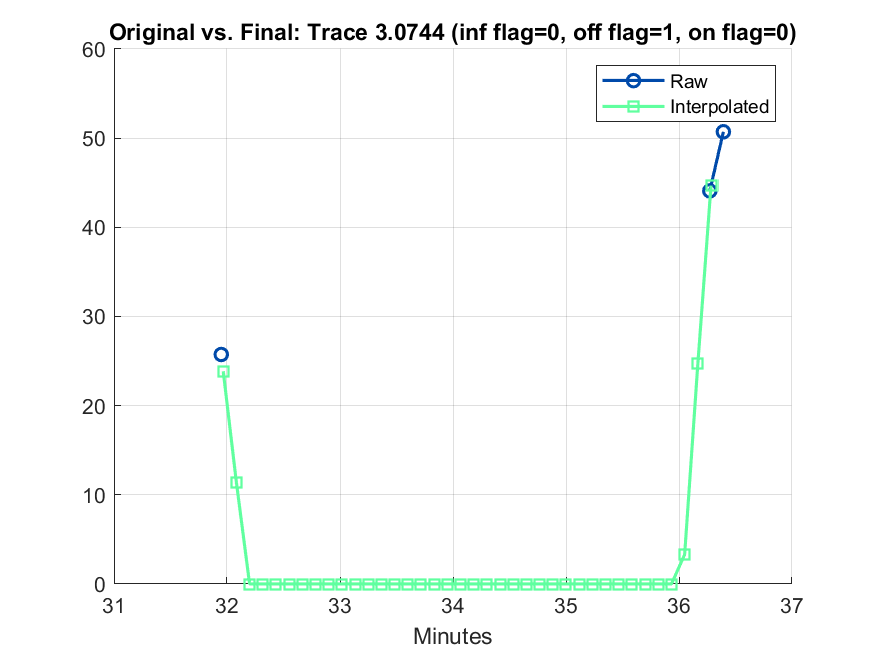 Original vs. Final: Trace 3.0744 (inf flag=0, off flag=1, on flag=0)
60
50
40
30
20
10
0
Raw
Interpolated
31 32 33 34 35 36 37
Minutes